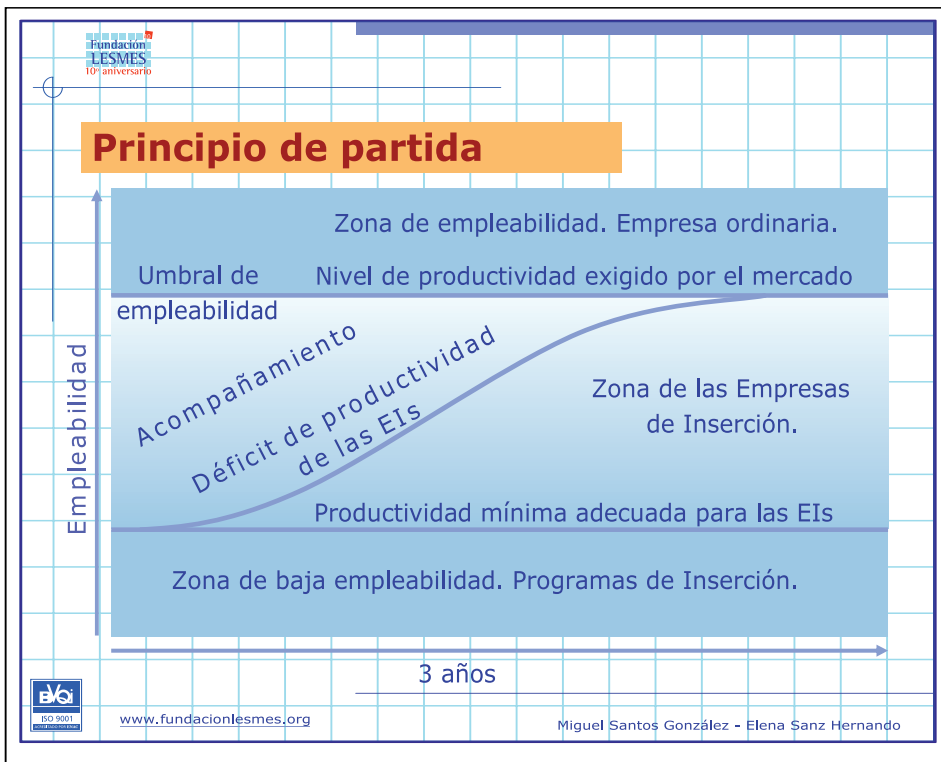 Fundación
LESMES
10º aniversario
Principio de partida
Zona de empleabilidad. Empresa ordinaria.
Umbral de
empleabilidad
Nivel de productividad exigido por el mercado
Empleabilidad
Acompañamiento
Déficit de productividad
de las EIs
Zona de las Empresas
de Inserción.
Productividad mínima adecuada para las EIs
Zona de baja empleabilidad. Programas de Inserción.
3 años
BVQi
ISO 9001
www.fundacionlesmes.org
Miguel Santos González - Elena Sanz Hernando